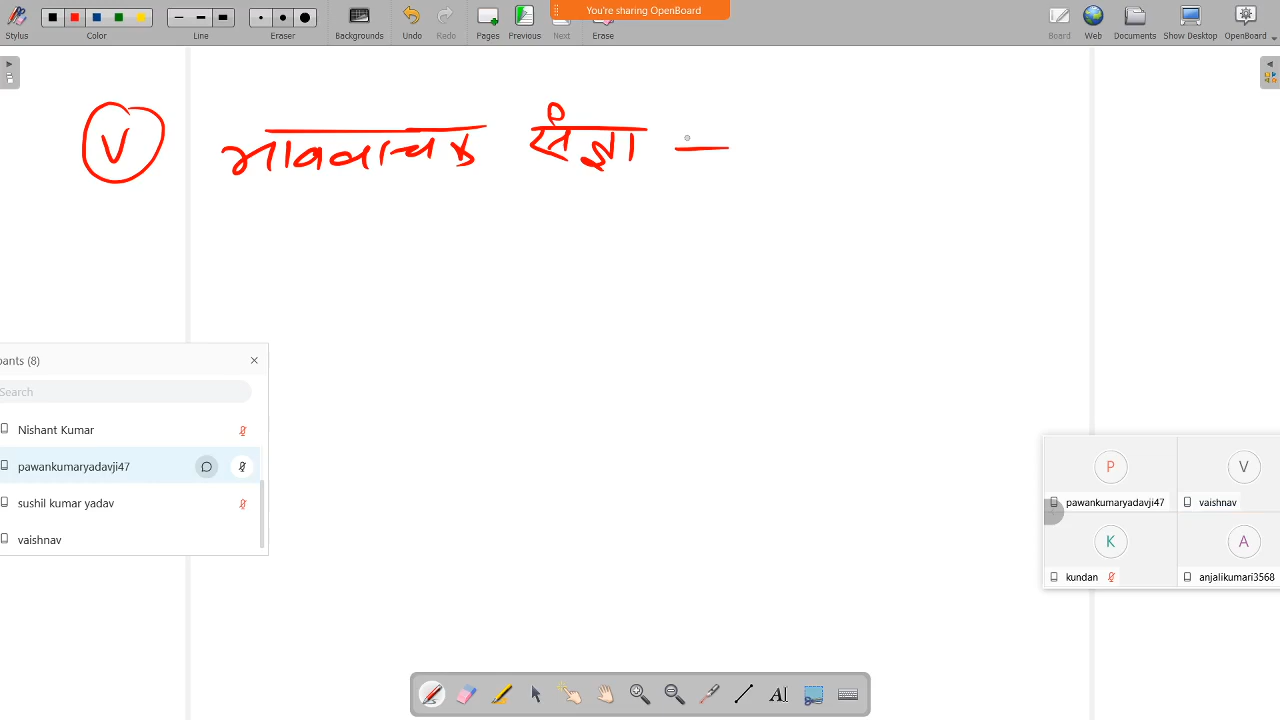 You're sharing OpenBoard
Stylus Color Line Eraser Backgrounds Undo Redo Pages Previous Next Erase Board Web Documents Show Desktop OpenBoard
V भाववाचक संज्ञा —
pants (8)
Search
Nishant Kumar
pawankumaryadavji47
sushil kumar yadav
vaishnav
P V
pawankumaryadavji47 vaishnav
K A
kundan anjalikumari3568
AI